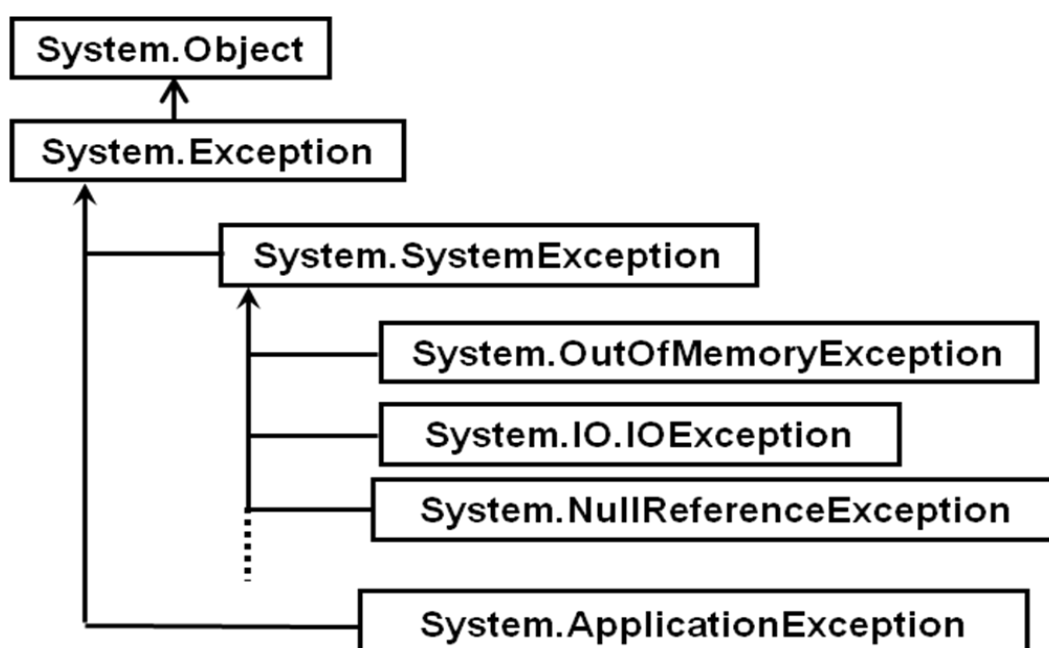 System.Object
System.Exception
System.SystemException
System.OutOfMemoryException
System.IO.IOException
System.NullReferenceException
System.ApplicationException